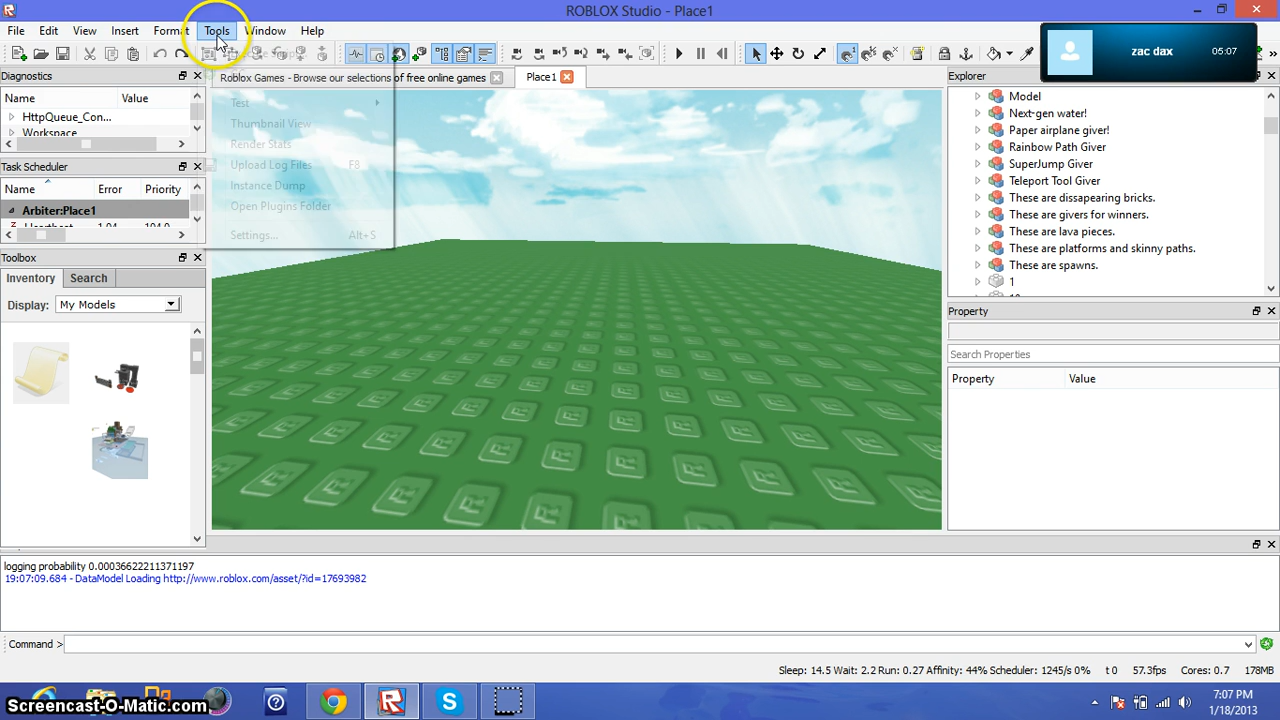 ROBLOX Studio - Place1
File Edit View Insert Format Tools Window Help
zac dax 05:07
Diagnostics
Name Value
HttpQueue_Con...
Workspace
Task Scheduler
Name Error Priority
Arbiter:Place1
Heartbeat 1.04 104.0
Toolbox
Inventory Search
Display: My Models
Roblox Games - Browse our selections of free online games
Place1
Test
Thumbnail View
Render Stats
Upload Log Files F8
Instance Dump
Open Plugins Folder
Settings... Alt+S
Explorer
Model
Next-gen water!
Paper airplane giver!
Rainbow Path Giver
SuperJump Giver
Teleport Tool Giver
These are dissapearing bricks.
These are givers for winners.
These are lava pieces.
These are platforms and skinny paths.
These are spawns.
1
10
Property
Search Properties
Property Value
logging probability 0.00036622211371197
19:07:09.684 - DataModel Loading http://www.roblox.com/asset/?id=17693982
Command >
Sleep: 14.5 Wait: 2.2 Run: 0.27 Affinity: 44% Scheduler: 1245/s 0% t 0 57.3fps Cores: 0.7 178MB
Screencast-O-Matic.com
7:07 PM
1/18/2013